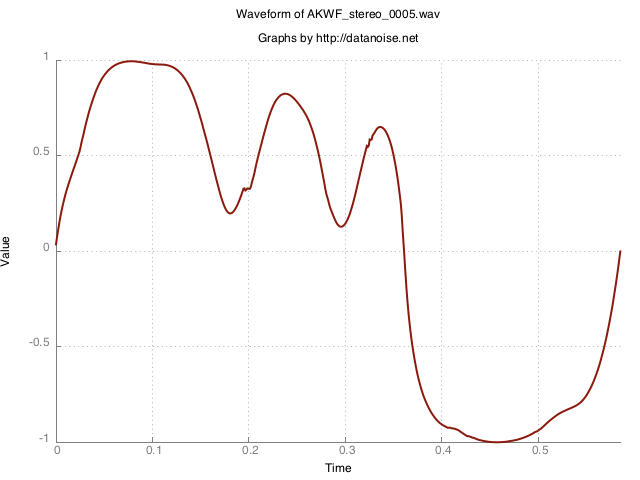 Waveform of AKWF_stereo_0005.wav
Graphs by http://datanoise.net
1
0.5
0
-0.5
-1
Value
0 0.1 0.2 0.3 0.4 0.5
Time